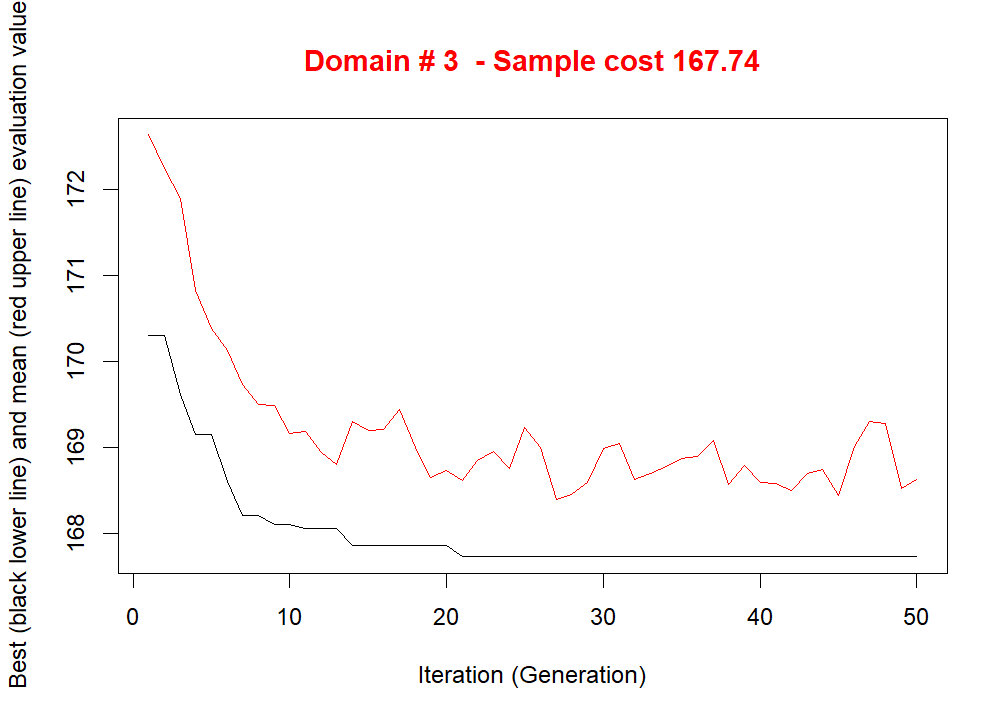 Domain # 3  - Sample cost 167.74
Best (black lower line) and mean (red upper line) evaluation value
172
171
170
169
168
0 10 20 30 40 50
Iteration (Generation)